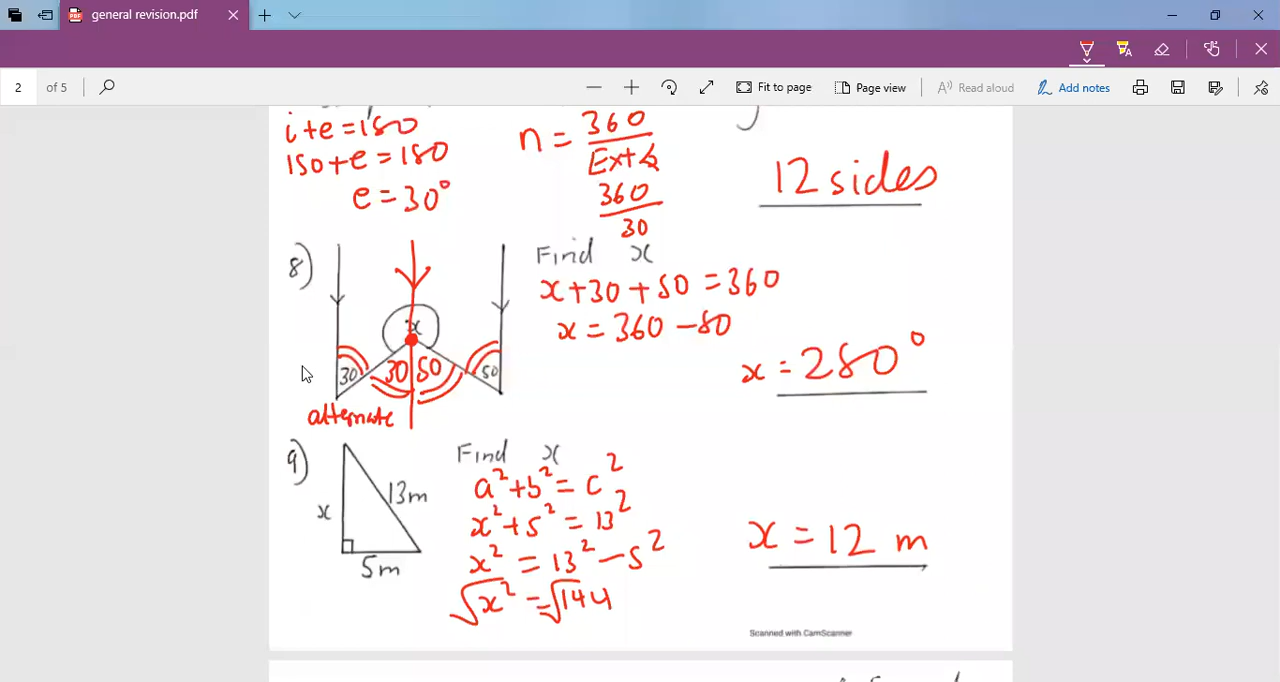 general revision.pdf
2 of 5
Fit to page
Page view
Read aloud
Add notes
i+e=180
150+e=180
e=30°
n=360
Ext∠
360
30
12 sides
8)
Find x
x+30+50=360
x=360-80
x=280°
x
30
30
50
50
alternate
9)
Find x
a²+b²=c²
x²+5²=13²
x²=13²-5²
√x²=√144
x
13m
5m
x=12 m
Scanned with CamScanner